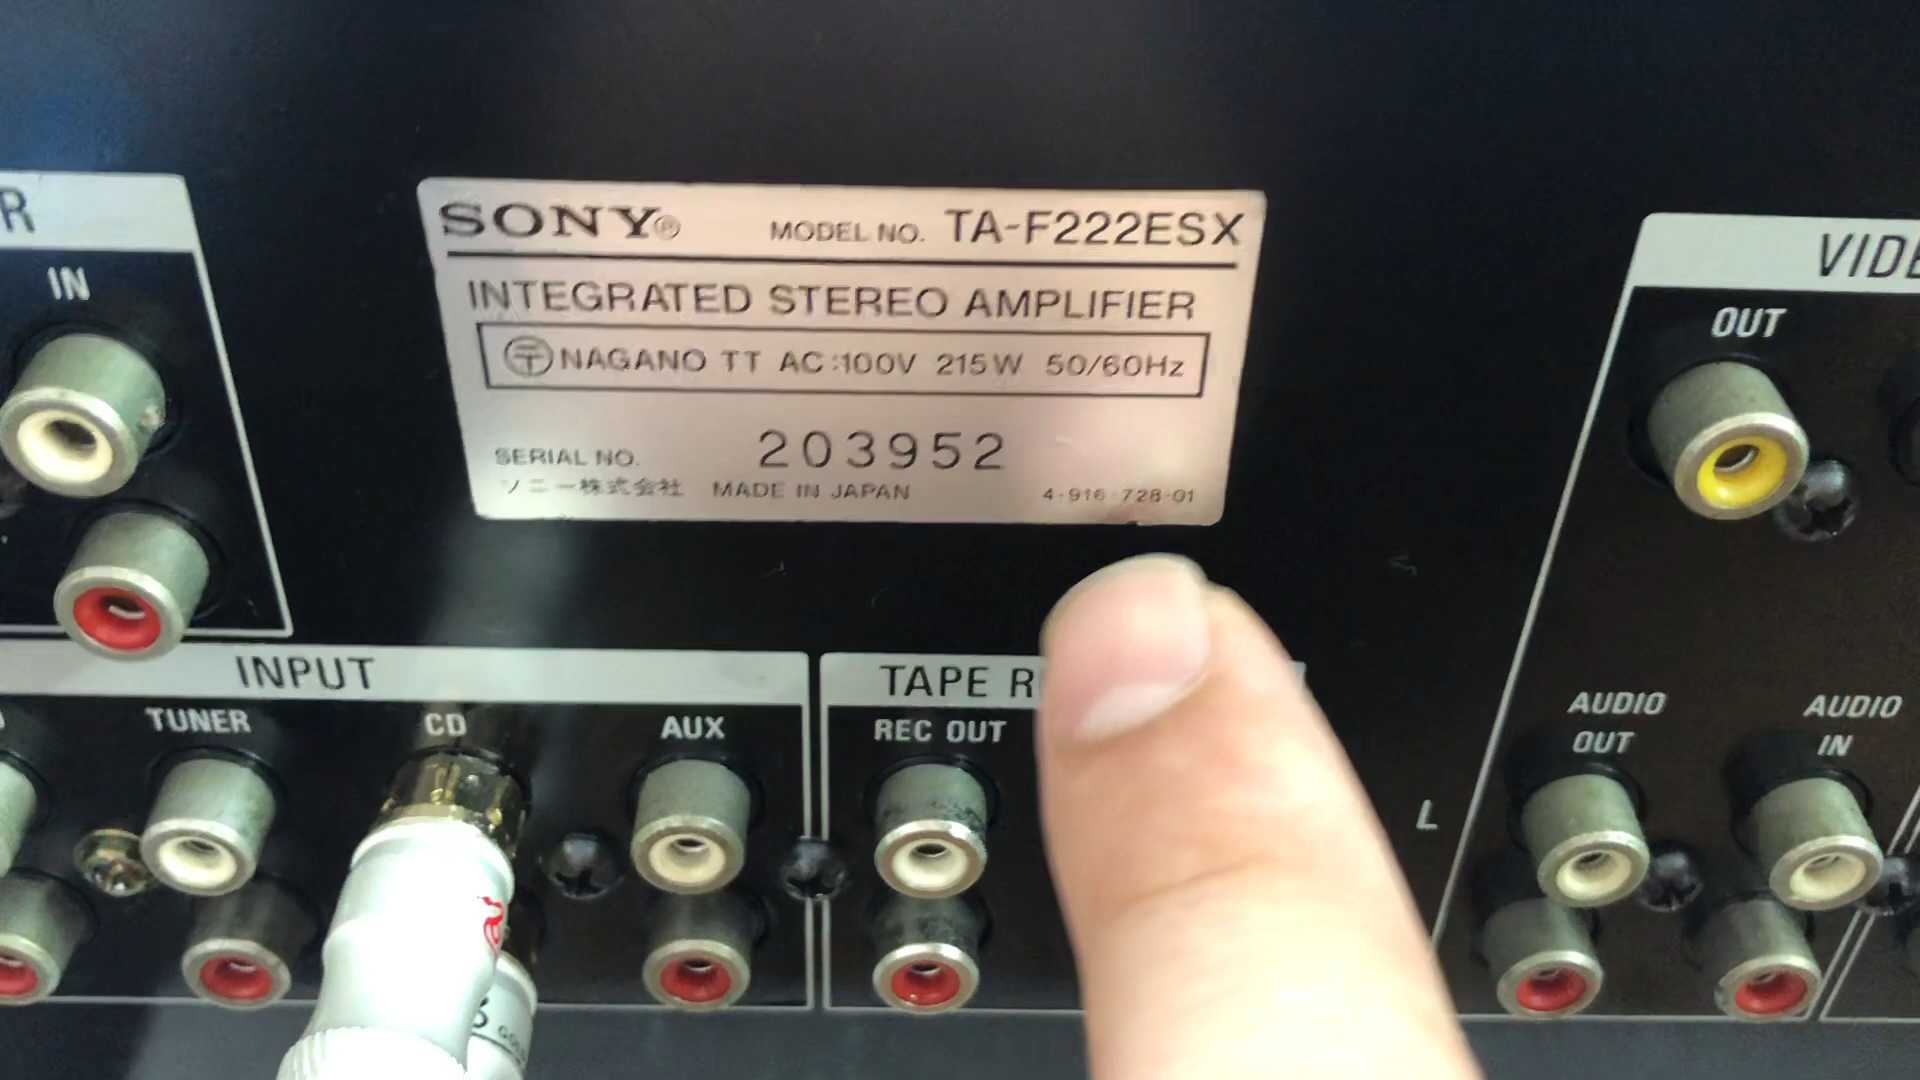 R
IN
SONY® MODEL NO. TA-F222ESX
INTEGRATED STEREO AMPLIFIER
〒 NAGANO TT AC:100V 215W 50/60Hz
SERIAL NO. 203952
ソニー株式会社 MADE IN JAPAN 4-916-728-01
INPUT
TUNER CD AUX
TAPE R
REC OUT
VIDE
OUT
AUDIO OUT
AUDIO IN
L